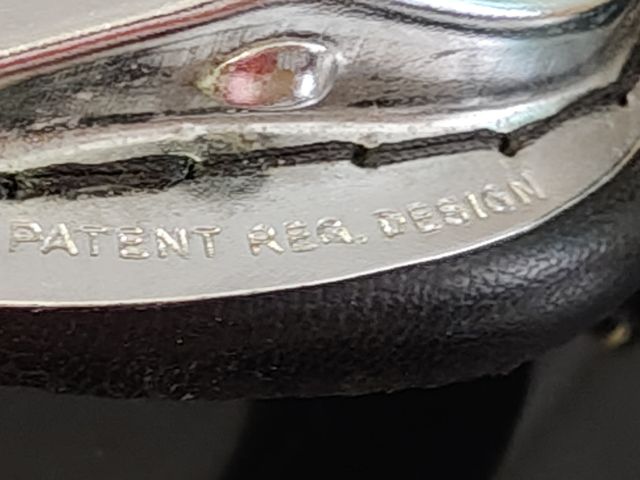 PATENT REG. DESIGN